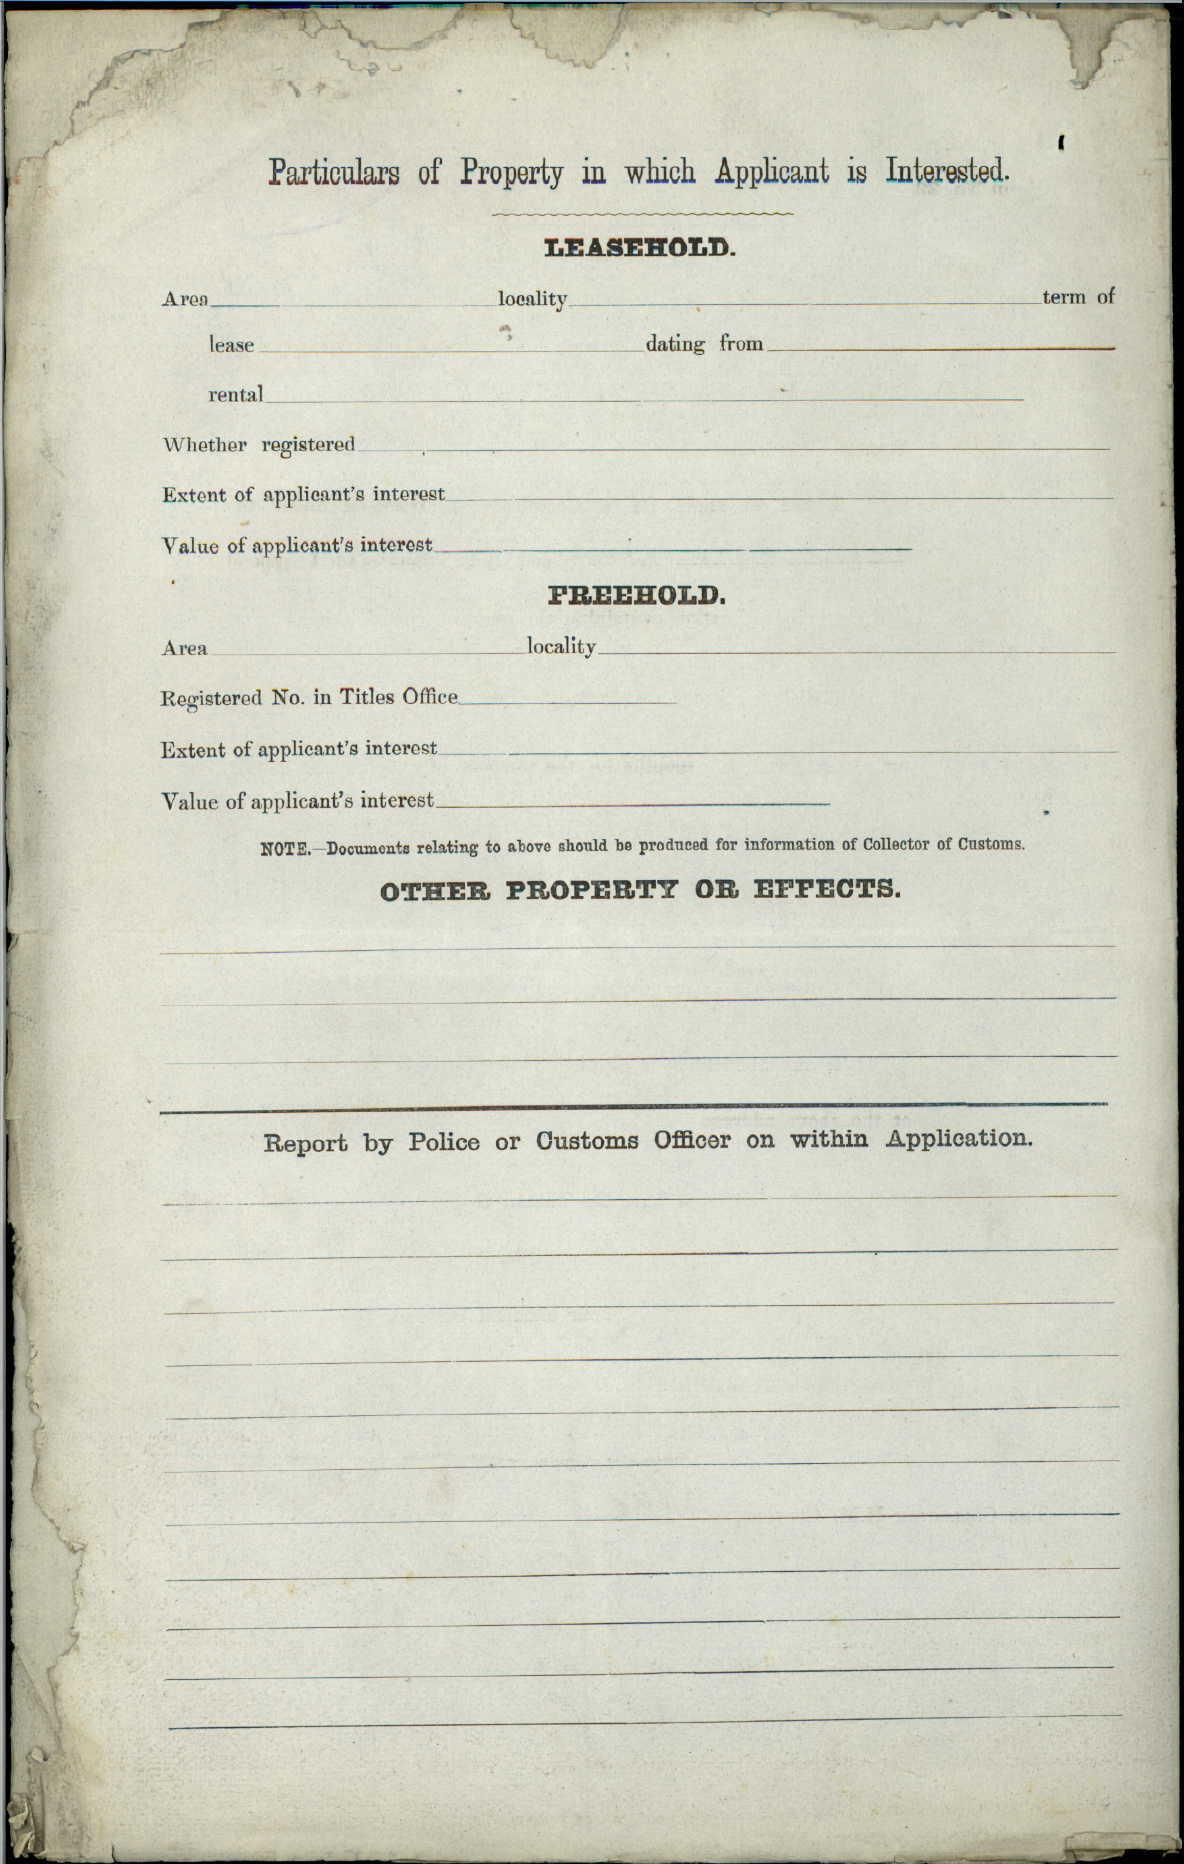 Particulars of Property in which Applicant is Interested.
LEASEHOLD.
Area locality term of
lease dating from
rental
Whether registered
Extent of applicant's interest
Value of applicant's interest
FREEHOLD.
Area locality
Registered No. in Titles Office
Extent of applicant's interest
Value of applicant's interest
NOTE.—Documents relating to above should be produced for information of Collector of Customs.
OTHER PROPERTY OR EFFECTS.
Report by Police or Customs Officer on within Application.